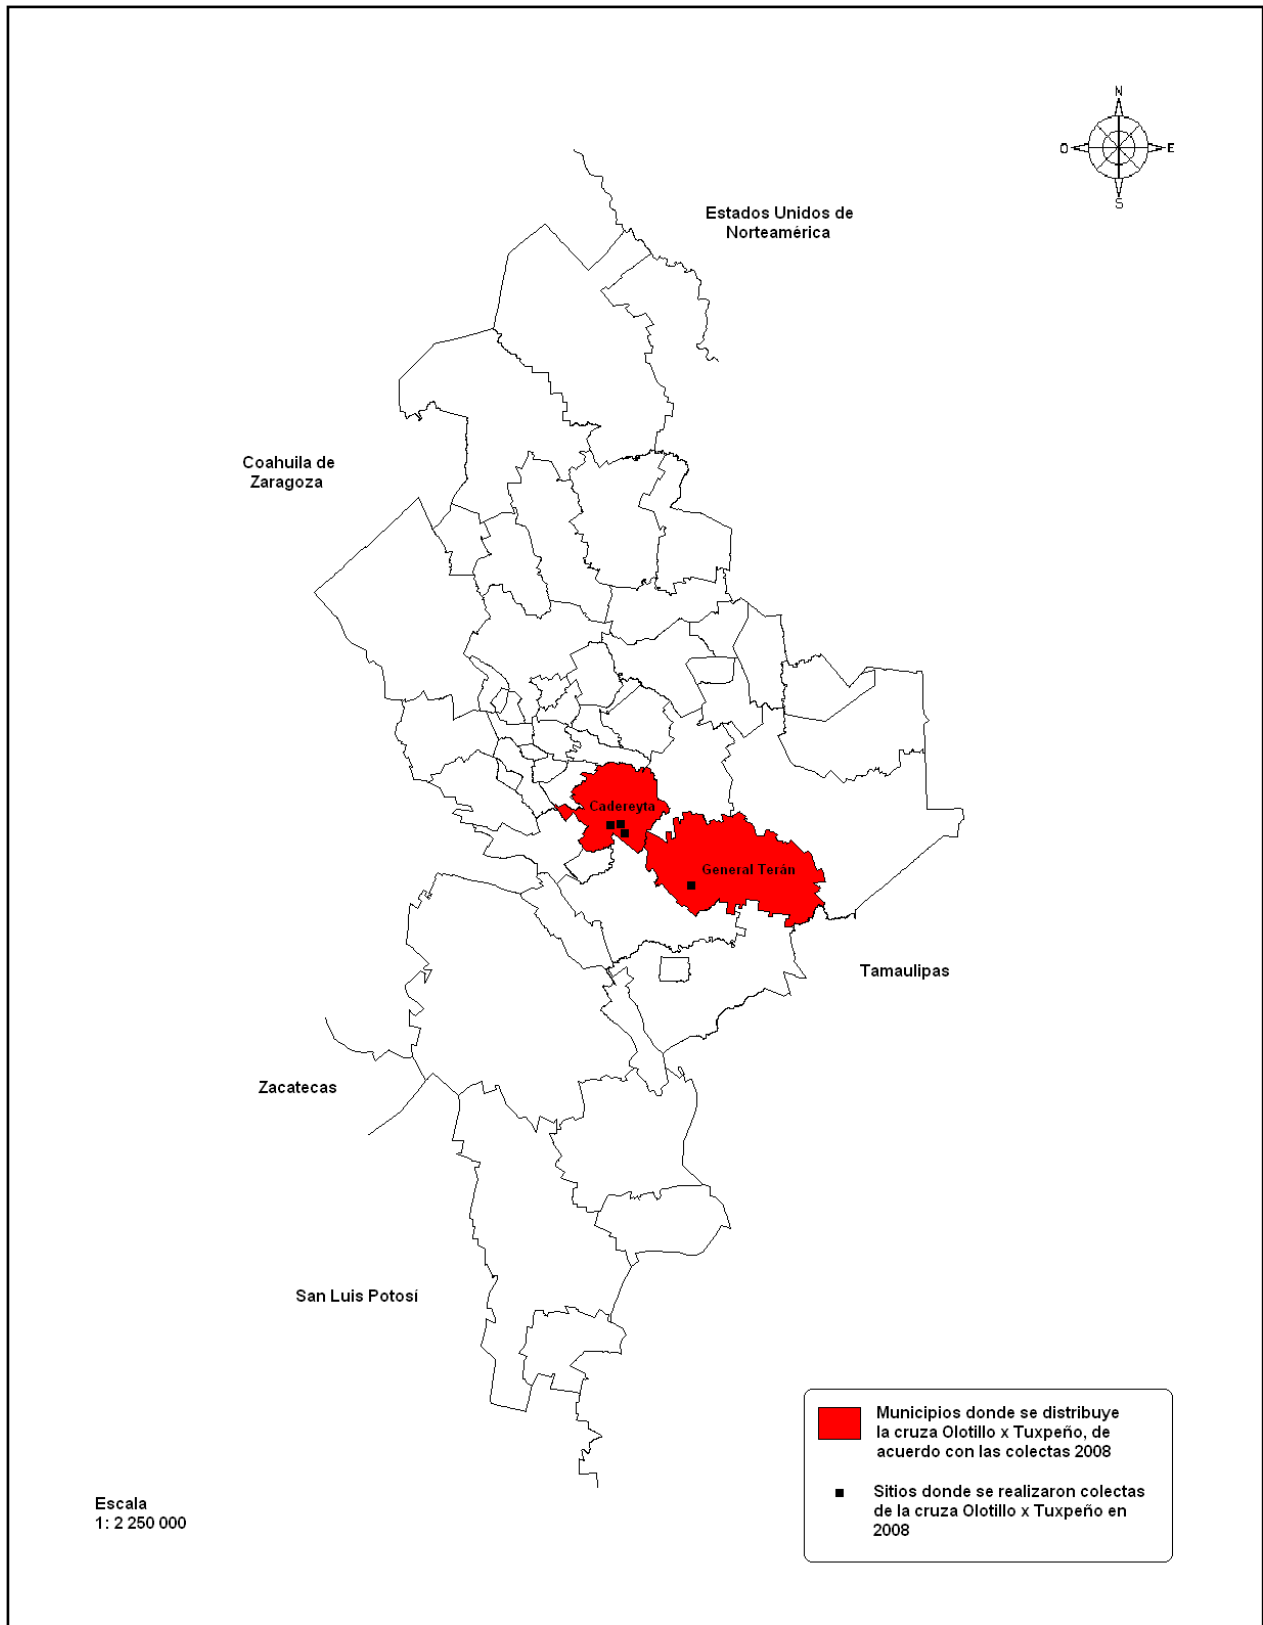 N
O
E
S
Estados Unidos de
Norteamérica
Coahuila de
Zaragoza
Cadereyta
General Terán
Tamaulipas
Zacatecas
San Luis Potosí
Municipios donde se distribuye
la cruza Olotillo x Tuxpeño, de
acuerdo con las colectas 2008
Sitios donde se realizaron colectas
de la cruza Olotillo x Tuxpeño en
2008
Escala
1: 2 250 000